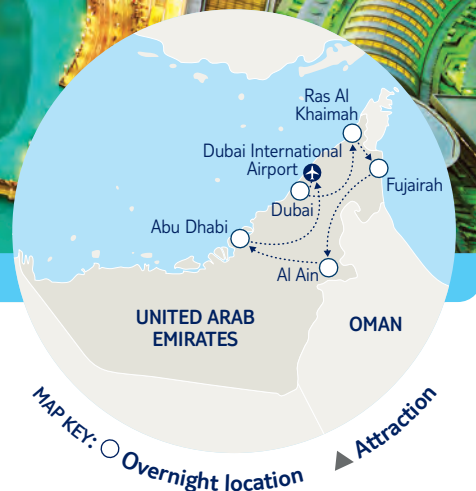 Ras Al
Khaimah
Dubai International
Airport
Fujairah
Dubai
Abu Dhabi
Al Ain
UNITED ARAB
EMIRATES
OMAN
MAP KEY: Overnight location
Attraction